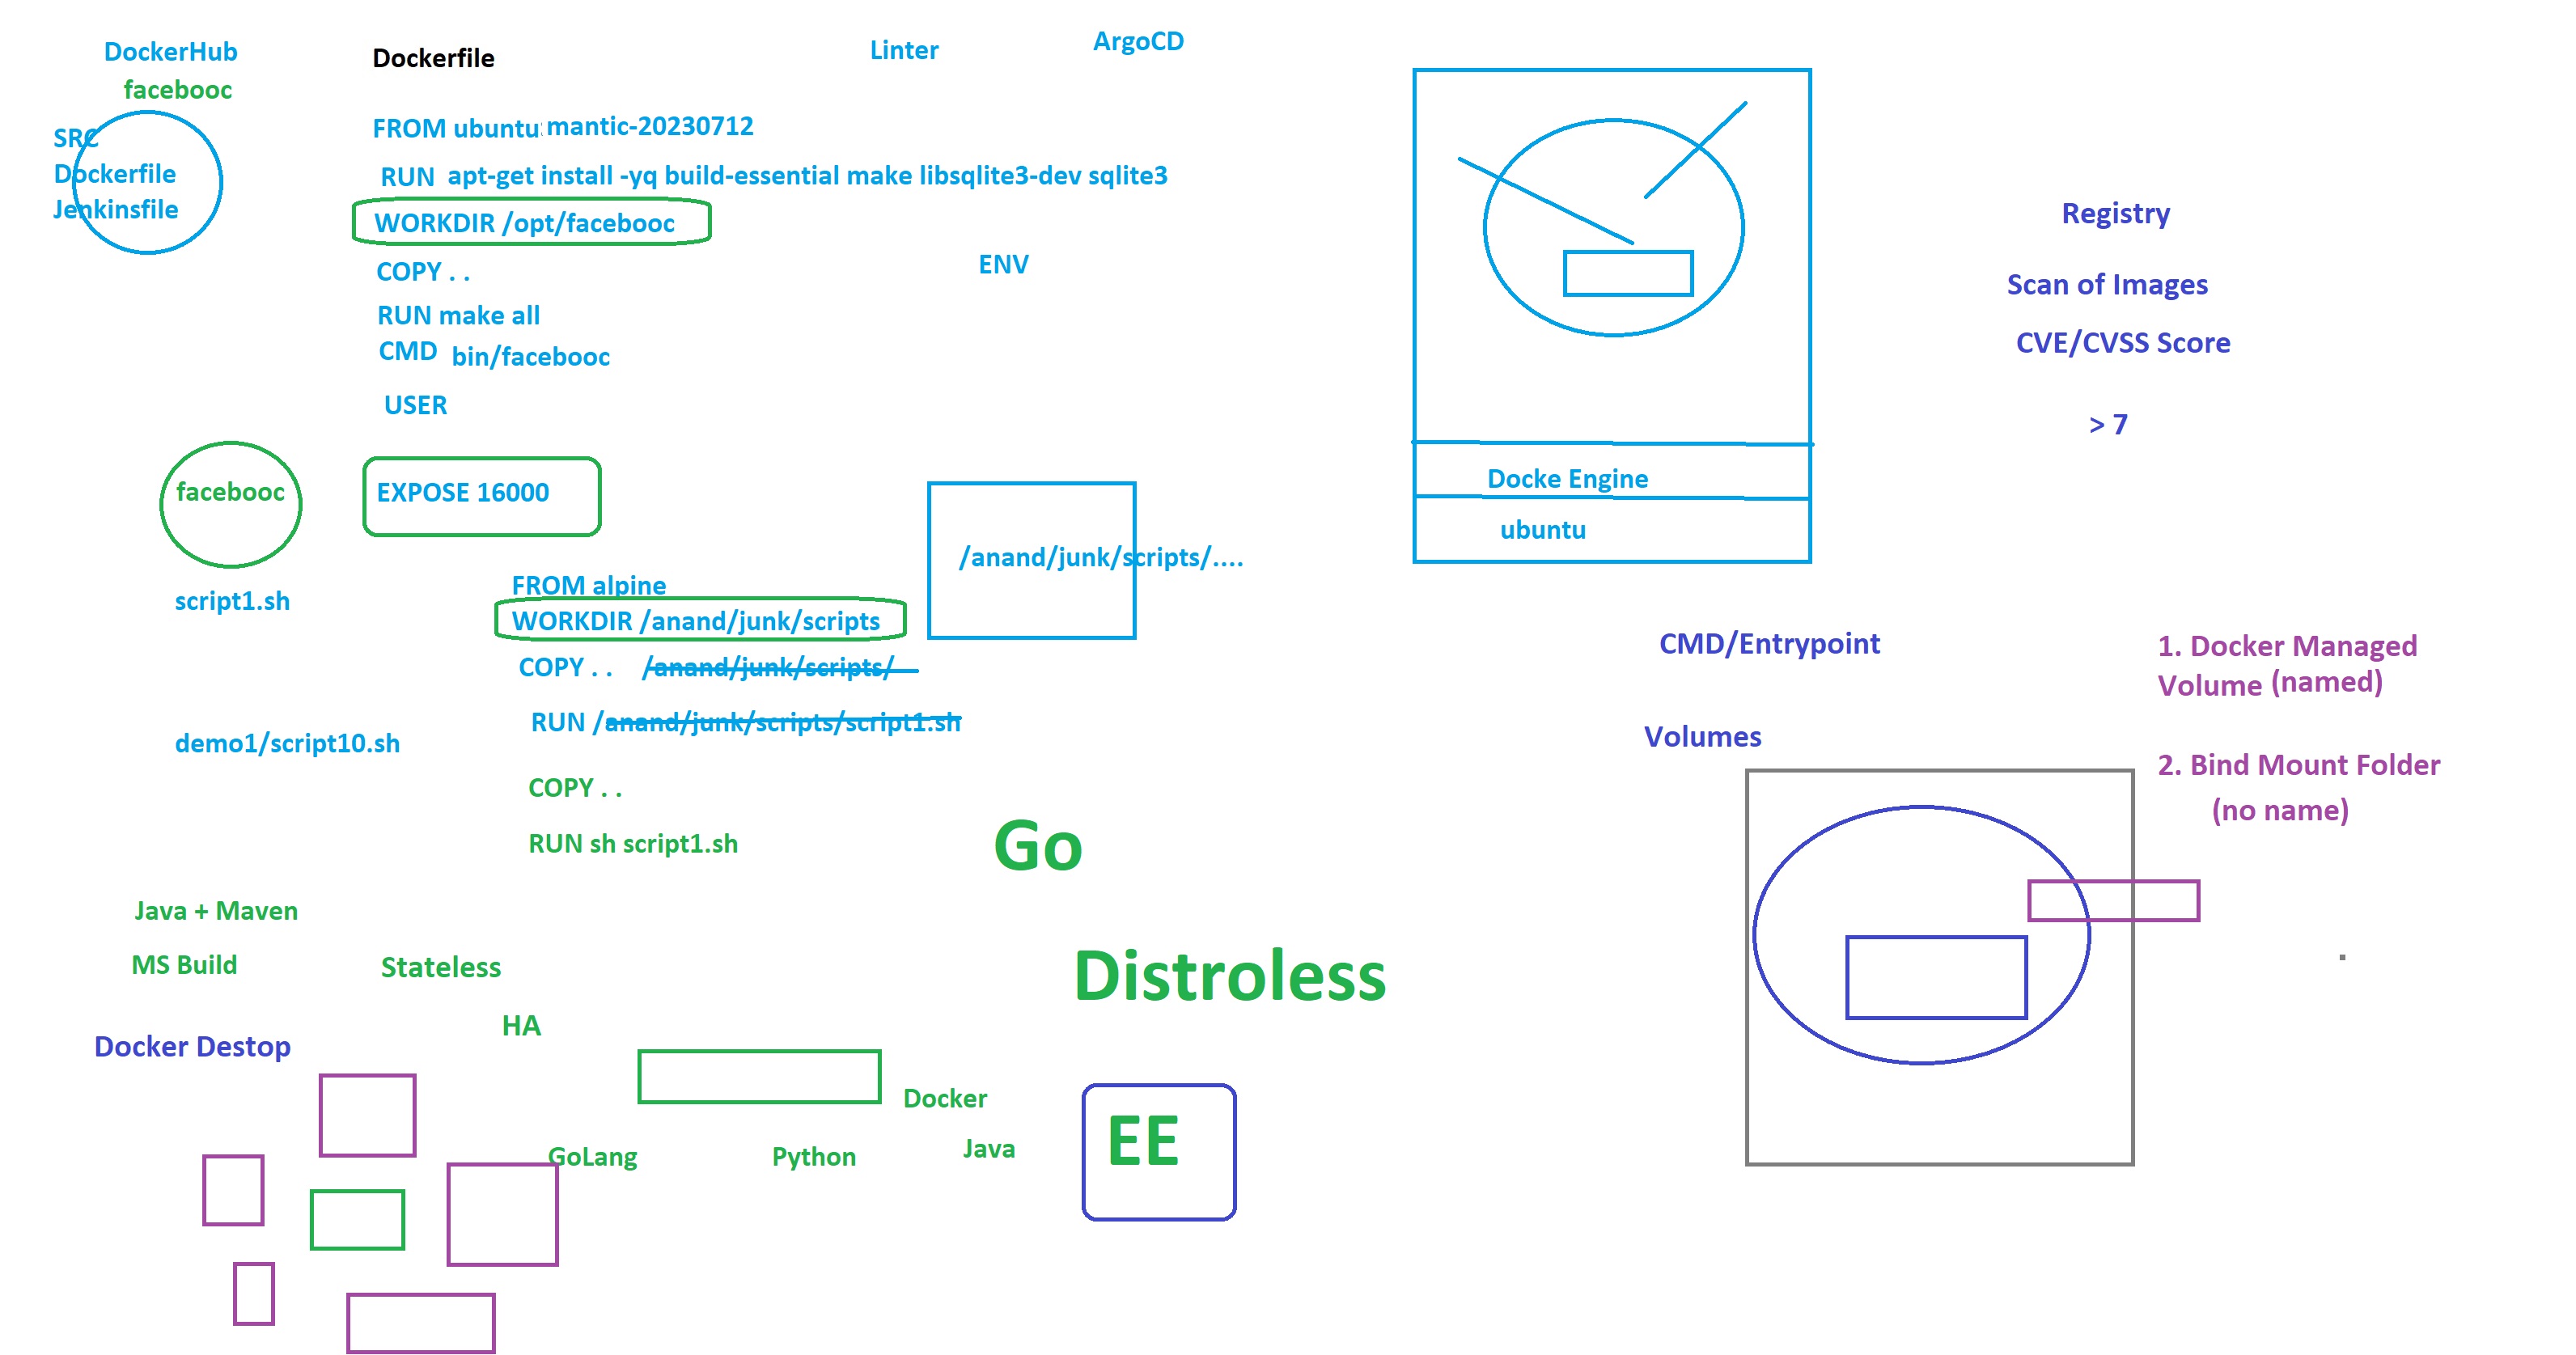 DockerHub
facebooc
SRC
Dockerfile
Jenkinsfile
Dockerfile
Linter
ArgoCD
FROM ubuntu: mantic-20230712
RUN apt-get install -yq build-essential make libsqlite3-dev sqlite3
WORKDIR /opt/facebooc
COPY . .
ENV
RUN make all
CMD bin/facebooc
USER
facebooc
EXPOSE 16000
script1.sh
FROM alpine
WORKDIR /anand/junk/scripts
/anand/junk/scripts/....
COPY . . /anand/junk/scripts/
RUN /anand/junk/scripts/script1.sh
demo1/script10.sh
COPY . .
RUN sh script1.sh
Docke Engine
ubuntu
Registry
Scan of Images
CVE/CVSS Score
> 7
CMD/Entrypoint
Volumes
1. Docker Managed
Volume (named)
2. Bind Mount Folder
(no name)
Go
Distroless
EE
Java + Maven
MS Build
Stateless
HA
Docker Destop
Docker
GoLang
Python
Java